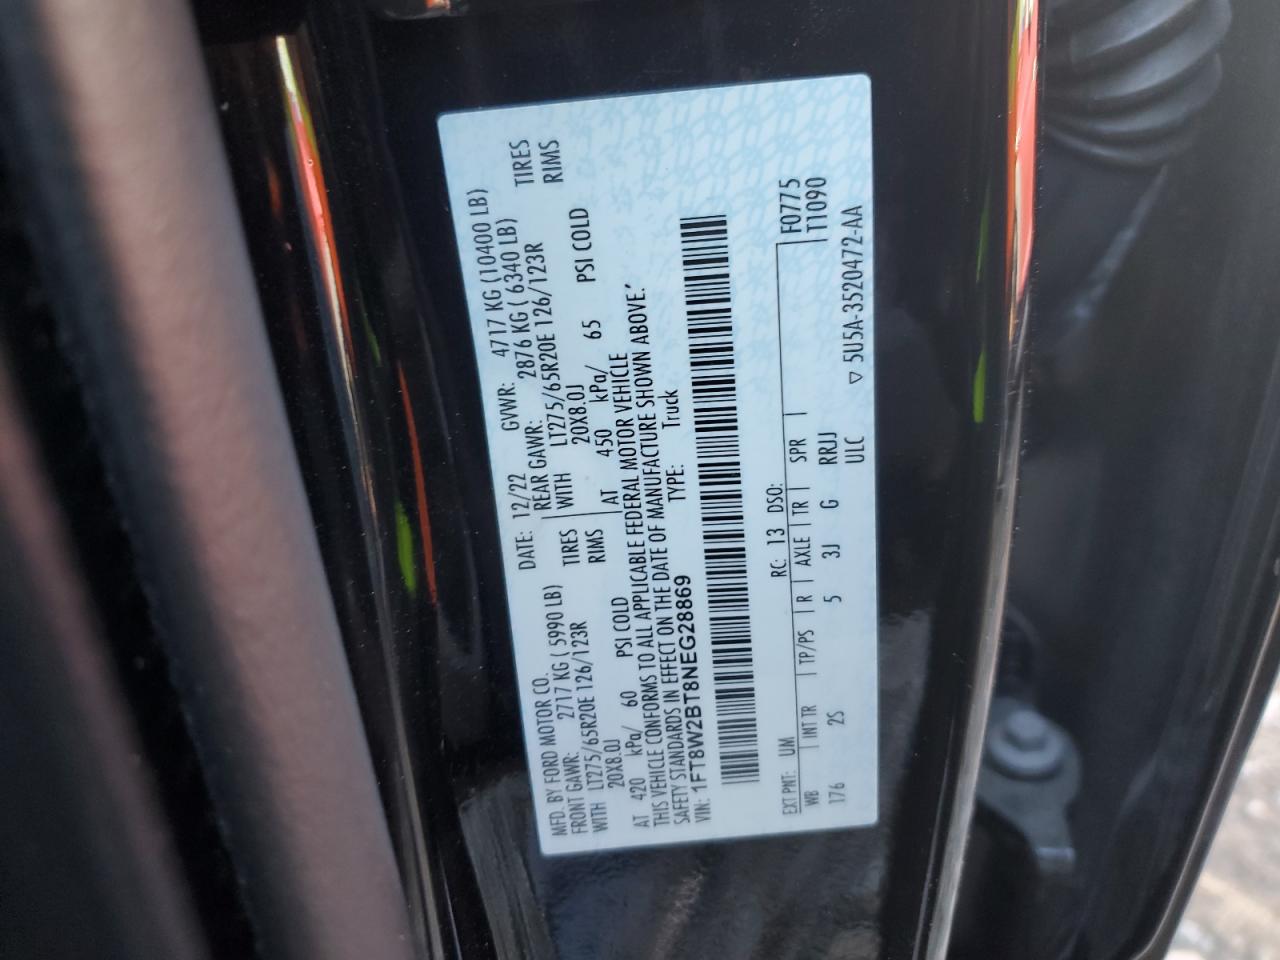 MFD. BY FORD MOTOR CO.
DATE: 12/22 GVWR: 4717 KG (10400 LB)
FRONT GAWR: 2717 KG ( 5990 LB) REAR GAWR: 2876 KG ( 6340 LB)
WITH LT275/65R20E 126/123R TIRES WITH LT275/65R20E 126/123R TIRES
20X8.0J RIMS 20X8.0J RIMS
AT 420 kPa/ 60 PSI COLD AT 450 kPa/ 65 PSI COLD
THIS VEHICLE CONFORMS TO ALL APPLICABLE FEDERAL MOTOR VEHICLE
SAFETY STANDARDS IN EFFECT ON THE DATE OF MANUFACTURE SHOWN ABOVE.
VIN: 1FT8W2BT8NEG28869 TYPE: Truck
F0775
T1090
EXT PNT: UM RC: 13 DSO:
WB INT TR TP/PS R AXLE TR SPR
176 2S 5 3J G RRJJ
ULC
▽ 5U5A-3520472-AA